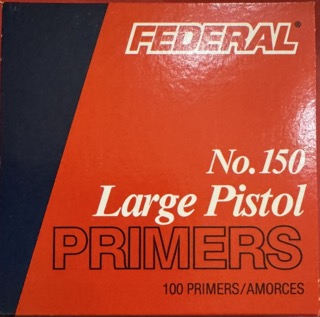 FEDERAL®
No. 150
Large Pistol
PRIMERS
100 PRIMERS/AMORCES